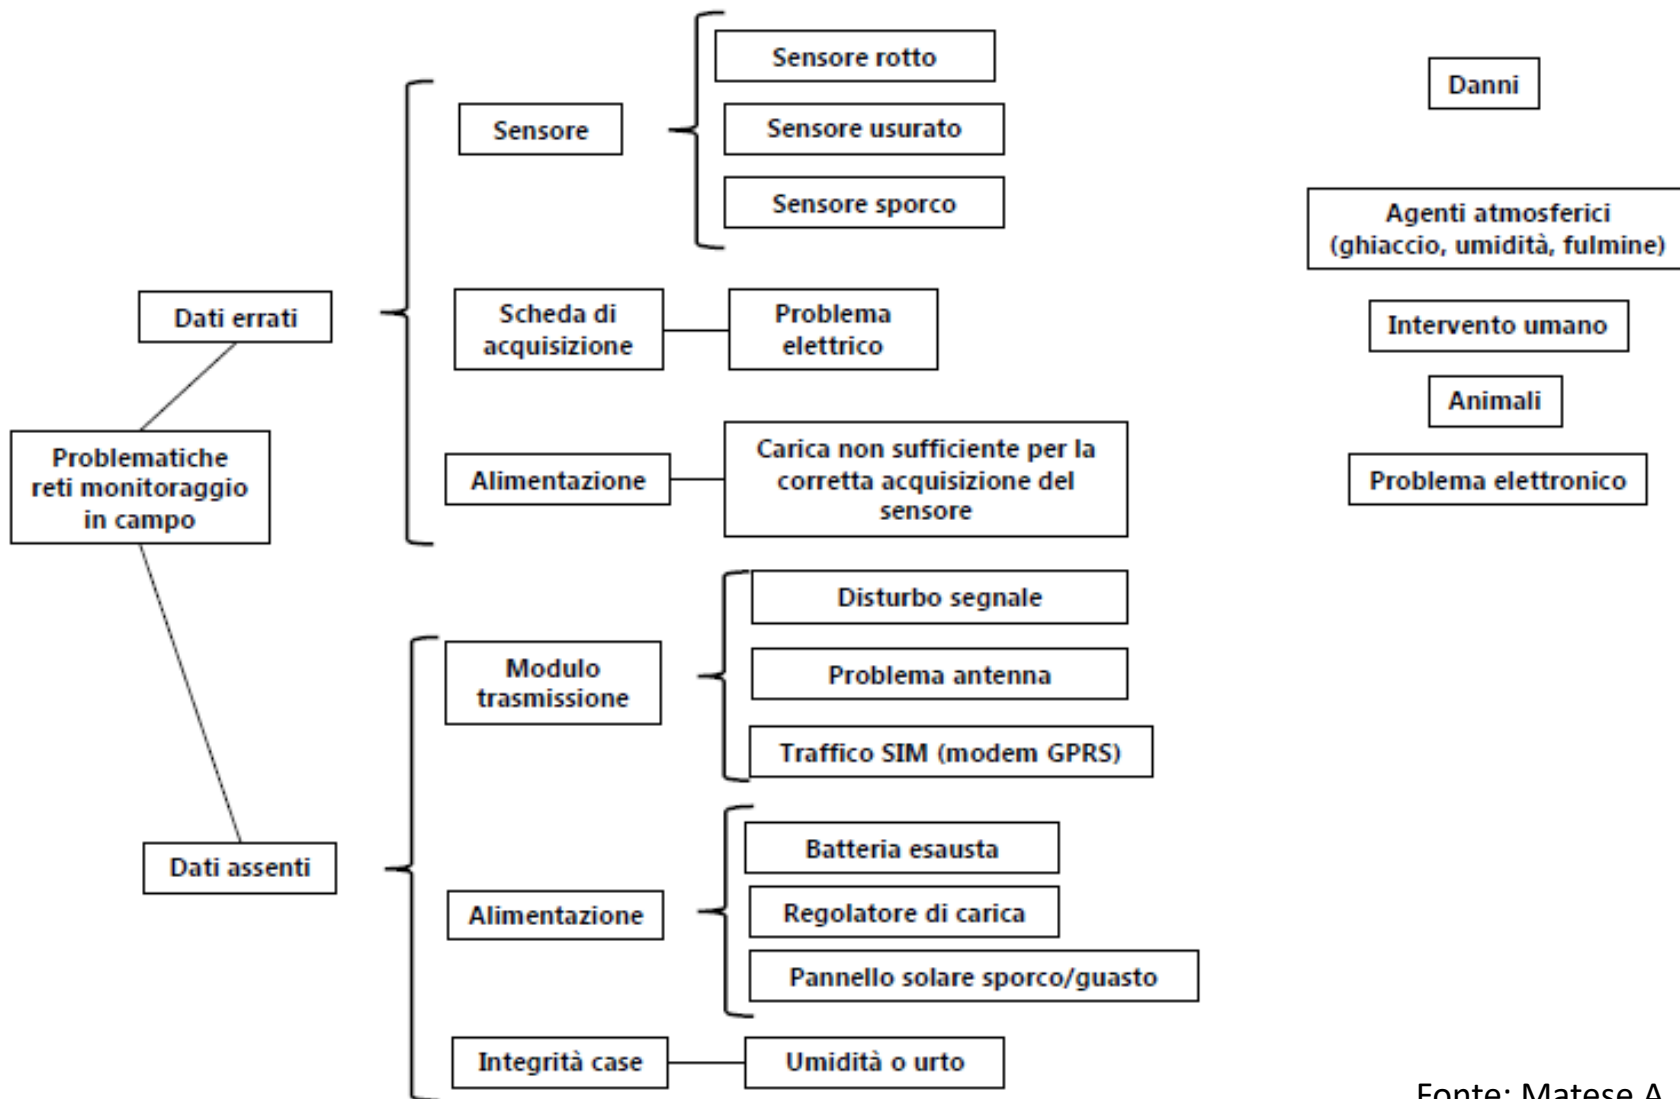 Sensore rotto
Sensore
Sensore usurato
Sensore sporco
Dati errati
Scheda di
acquisizione
Problema
elettrico
Alimentazione
Carica non sufficiente per la
corretta acquisizione del
sensore
Problematiche
reti monitoraggio
in campo
Disturbo segnale
Modulo
trasmissione
Problema antenna
Traffico SIM (modem GPRS)
Dati assenti
Batteria esausta
Alimentazione
Regolatore di carica
Pannello solare sporco/guasto
Integrità case
Umidità o urto
Danni
Agenti atmosferici
(ghiaccio, umidità, fulmine)
Intervento umano
Animali
Problema elettronico
Fonte: Matese A.